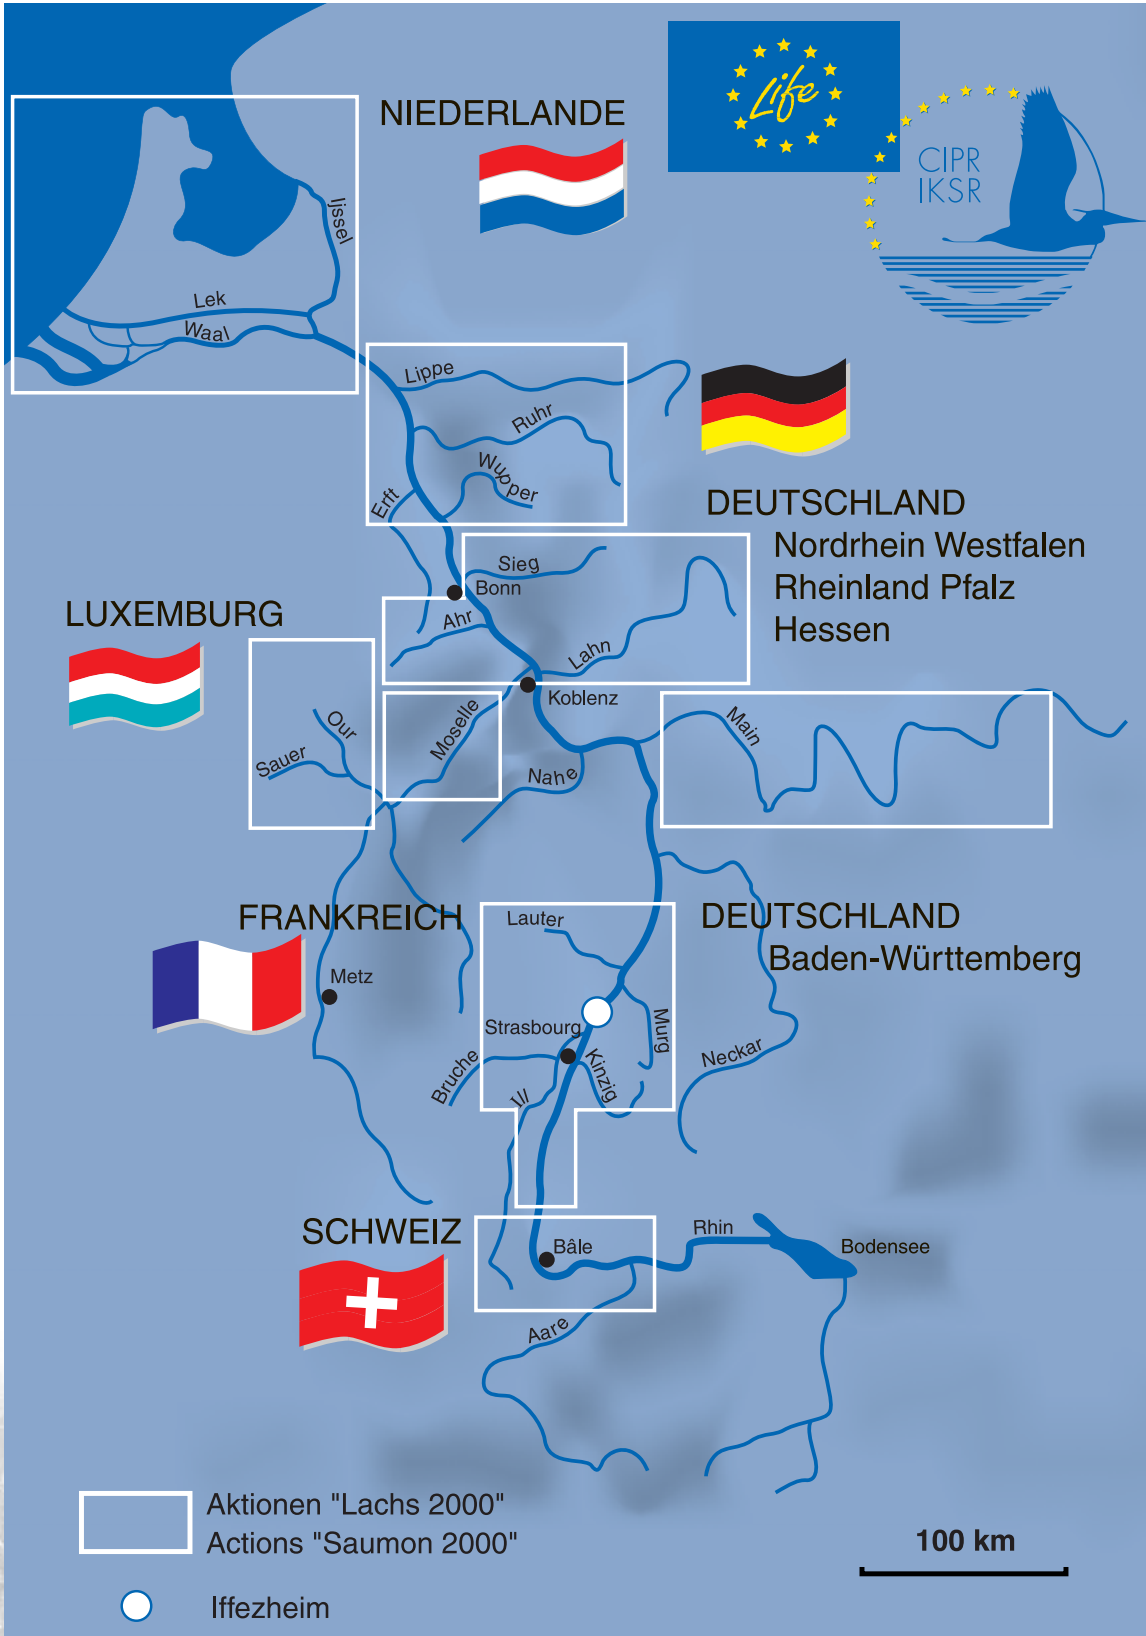 NIEDERLANDE
Life
CIPR
IKSR
Ijssel
Lek
Waal
Lippe
Ruhr
Wupper
Erft
DEUTSCHLAND
Nordrhein Westfalen
Rheinland Pfalz
Hessen
Sieg
Bonn
LUXEMBURG
Ahr
Lahn
Koblenz
Our
Moselle
Main
Sauer
Nahe
FRANKREICH
Lauter
DEUTSCHLAND
Baden-Württemberg
Metz
Strasbourg
Murg
Bruche
Kinzig
Neckar
Ill
SCHWEIZ
Rhin
Bâle
Bodensee
Aare
Aktionen "Lachs 2000"
Actions "Saumon 2000"
100 km
Iffezheim